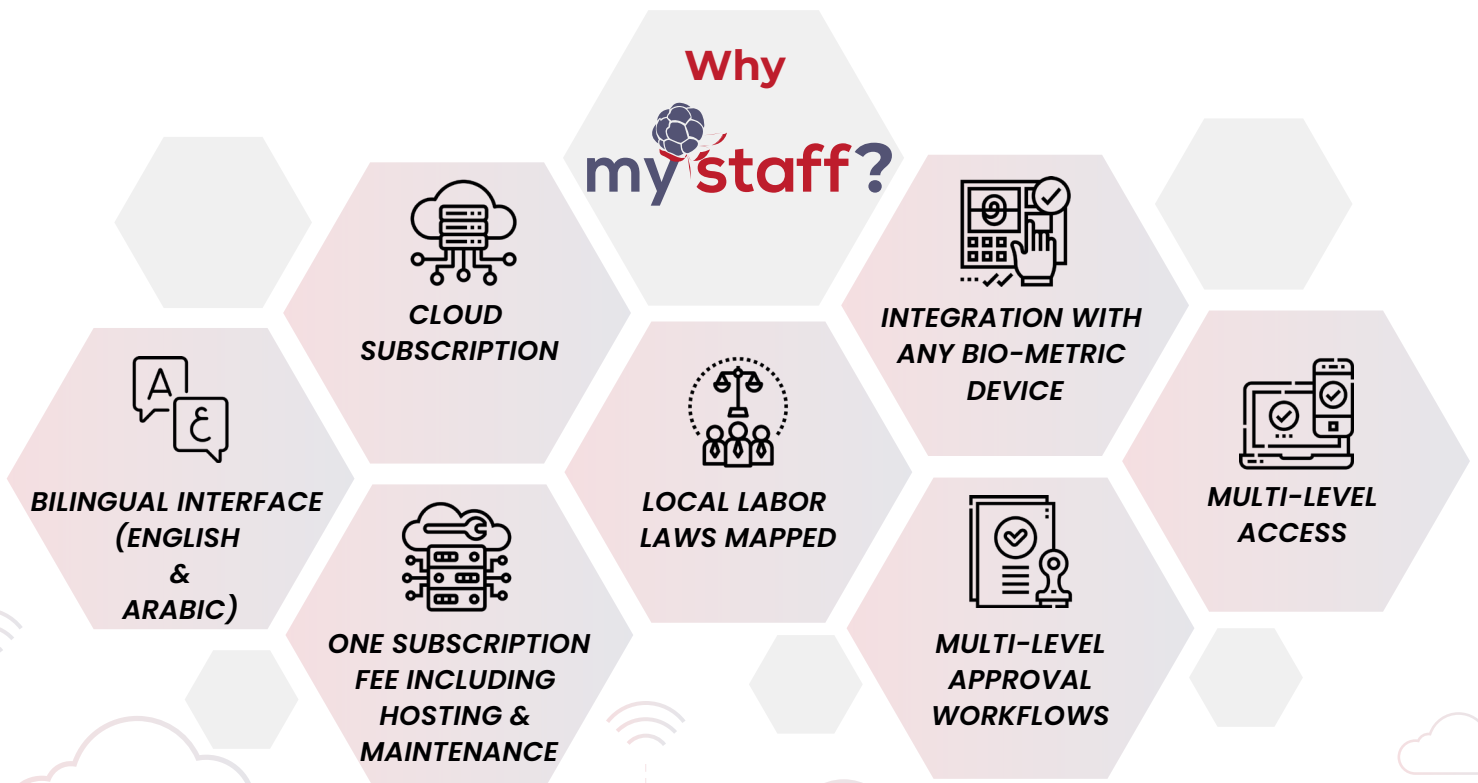 Why
my staff?
CLOUD
SUBSCRIPTION
INTEGRATION WITH
ANY BIO-METRIC
DEVICE
A
ع
BILINGUAL INTERFACE
(ENGLISH
&
ARABIC)
LOCAL LABOR
LAWS MAPPED
MULTI-LEVEL
ACCESS
ONE SUBSCRIPTION
FEE INCLUDING
HOSTING &
MAINTENANCE
MULTI-LEVEL
APPROVAL
WORKFLOWS